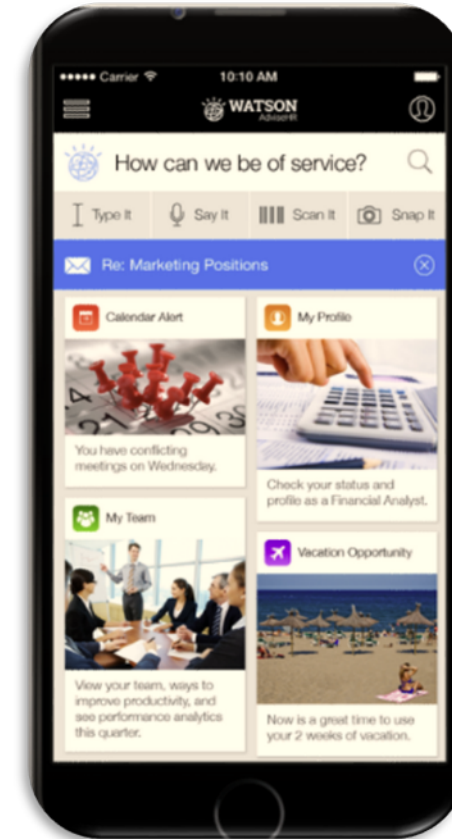 Carrier 10:10 AM
WATSON
AdviseHR
How can we be of service?
Type It Say It Scan It Snap It
Re: Marketing Positions
Calendar Alert
You have conflicting
meetings on Wednesday.
My Profile
Check your status and
profile as a Financial Analyst.
My Team
View your team, ways to
improve productivity, and
see performance analytics
this quarter.
Vacation Opportunity
Now is a great time to use
your 2 weeks of vacation.